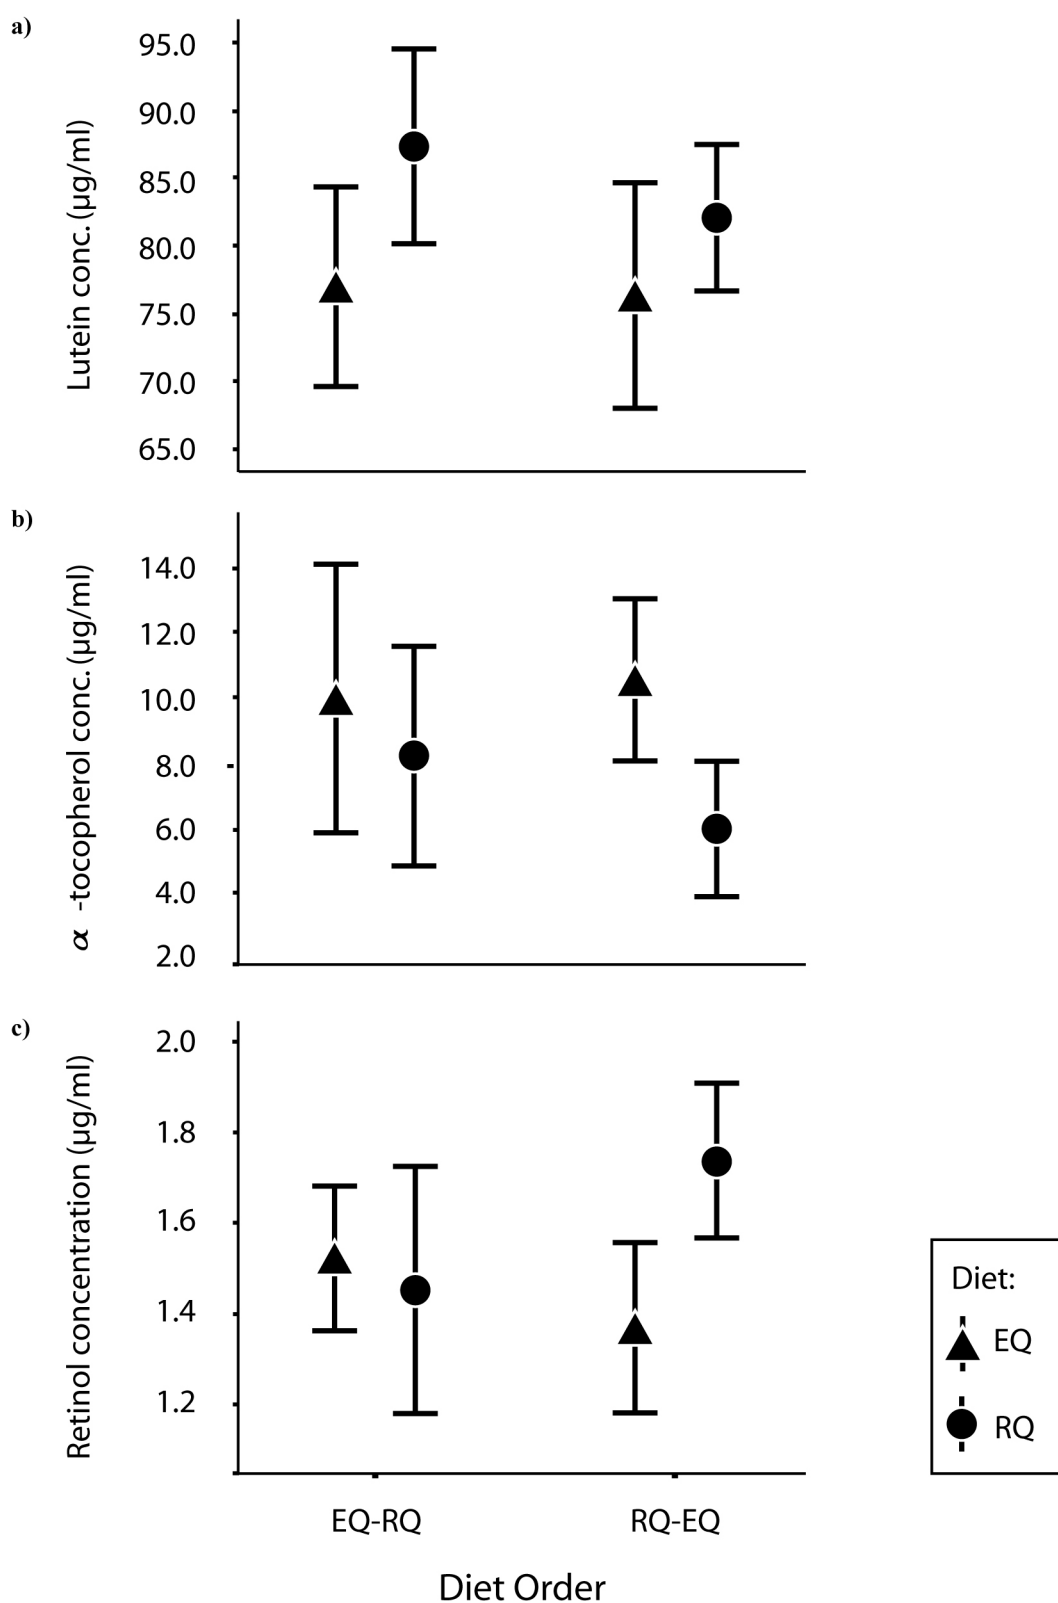 a)
95.0
90.0
85.0
80.0
75.0
70.0
65.0
Lutein conc. (µg/ml)
b)
14.0
12.0
10.0
8.0
6.0
4.0
2.0
α -tocopherol conc. (µg/ml)
c)
2.0
1.8
1.6
1.4
1.2
Retinol concentration (µg/ml)
EQ-RQ
RQ-EQ
Diet Order
Diet:
EQ
RQ